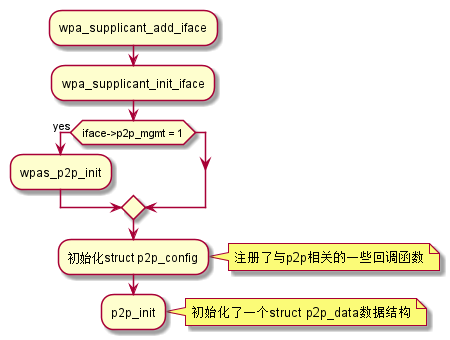 wpa_supplicant_add_iface
wpa_supplicant_init_iface
yes
iface->p2p_mgmt = 1
wpas_p2p_init
初始化struct p2p_config
注册了与p2p相关的一些回调函数
p2p_init
初始化了一个struct p2p_data数据结构